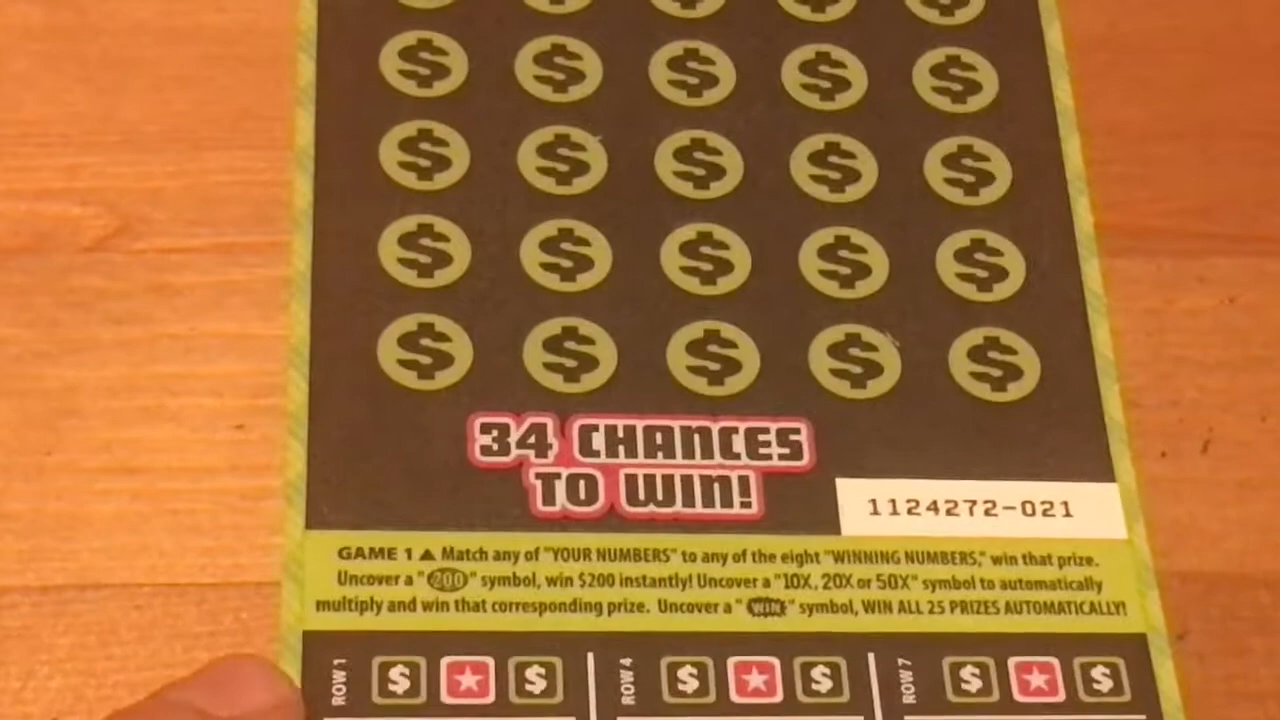 34 CHANCES
TO WIN!
1124272-021
GAME 1 ▲ Match any of "YOUR NUMBERS" to any of the eight "WINNING NUMBERS," win that prize.
Uncover a "200" symbol, win $200 instantly! Uncover a "10X, 20X or 50X" symbol to automatically
multiply and win that corresponding prize. Uncover a "WIN" symbol, WIN ALL 25 PRIZES AUTOMATICALLY!
ROW 1 $ ★ $ ROW 4 $ ★ $ ROW 7 $ ★ $